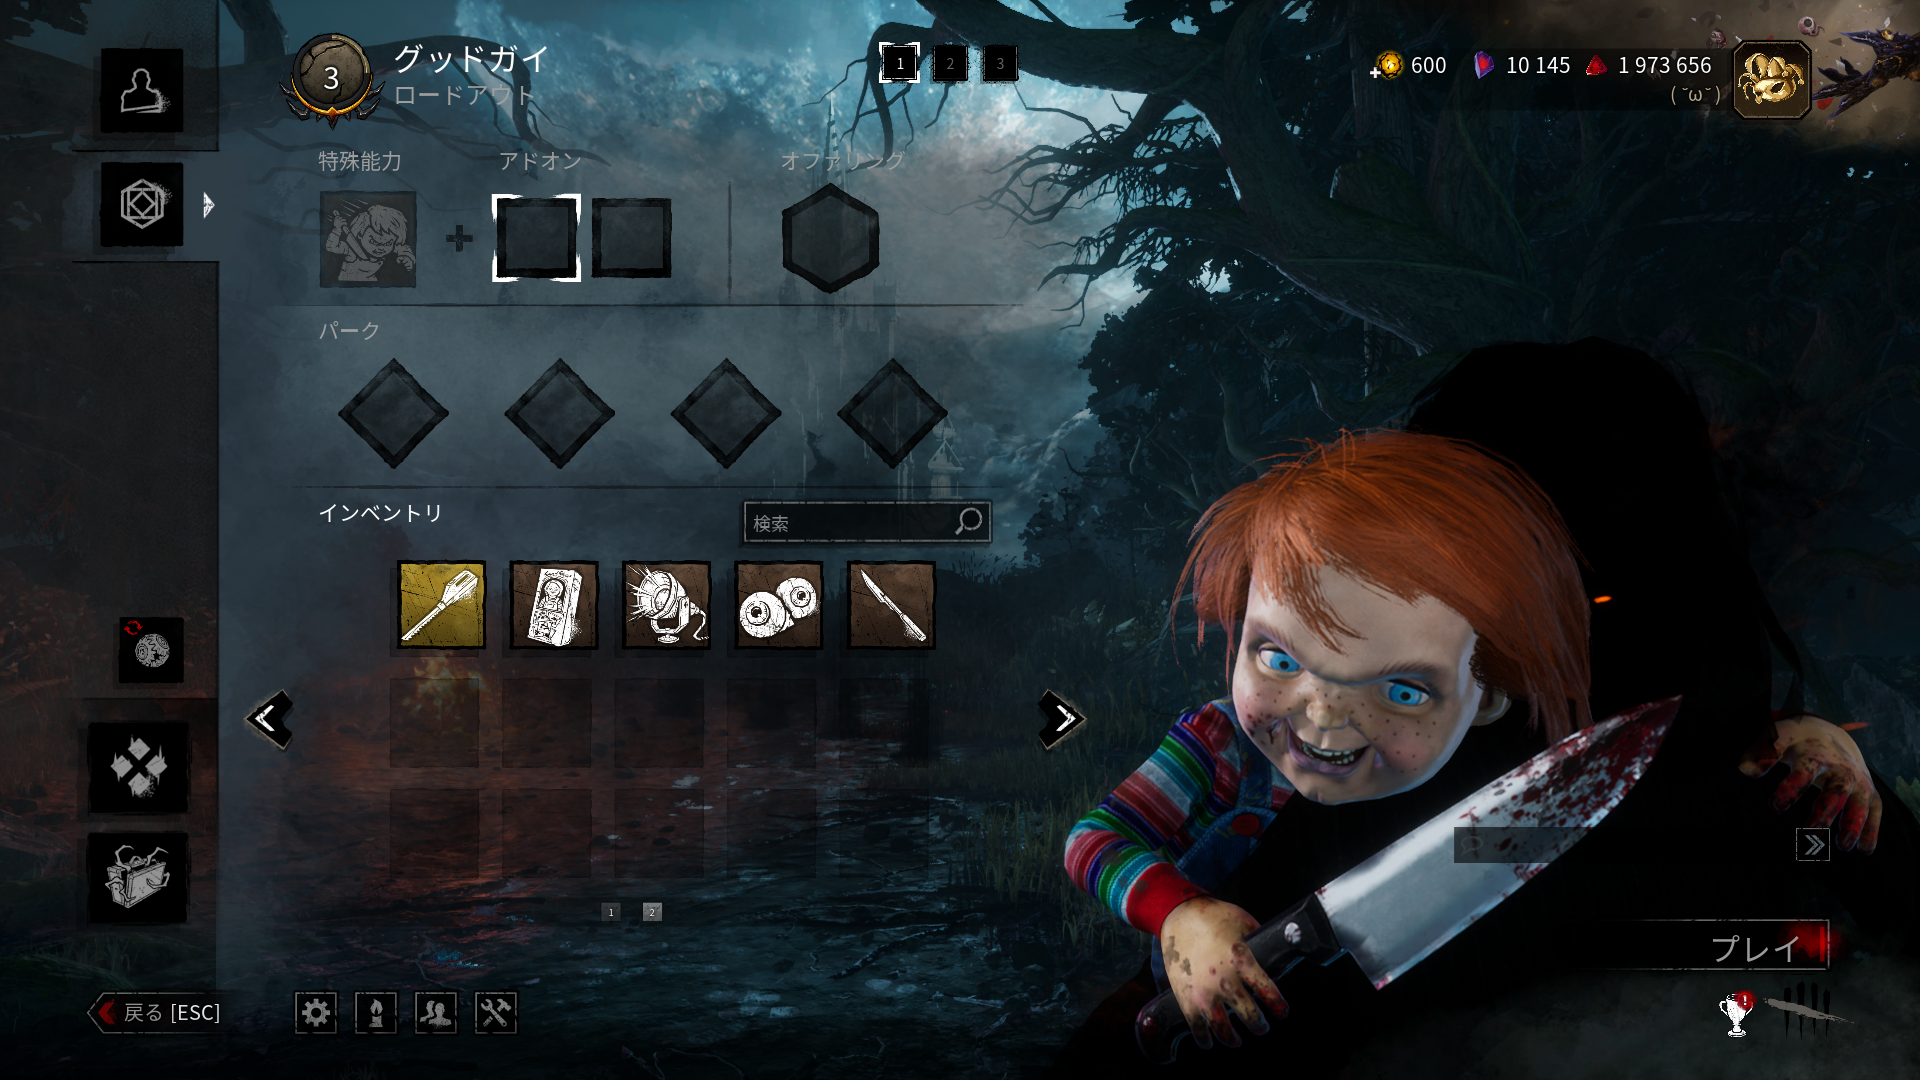 3
グッドガイ
ロードアウト
1 2 3
600 10 145 1 973 656
( ˘ω˘ )
特殊能力 アドオン オファリング
パーク
インベントリ
検索
1 2
プレイ
戻る [ESC]